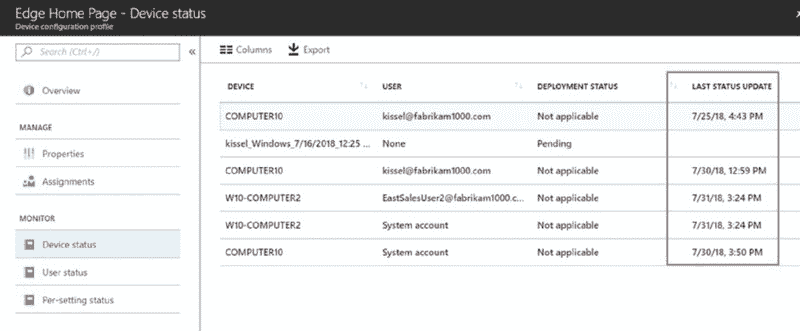 Edge Home Page - Device status
Device configuration profile
Search (Ctrl+/)
«
Columns
Export
Overview
MANAGE
Properties
Assignments
MONITOR
Device status
User status
Per-setting status
DEVICE USER DEPLOYMENT STATUS LAST STATUS UPDATE
COMPUTER10 kissel@fabrikam1000.com Not applicable 7/25/18, 4:43 PM
kissel_Windows_7/16/2018_12:25 ... None Pending
COMPUTER10 kissel@fabrikam1000.com Not applicable 7/30/18, 12:59 PM
W10-COMPUTER2 EastSalesUser2@fabrikam1000.c... Not applicable 7/31/18, 3:24 PM
W10-COMPUTER2 System account Not applicable 7/31/18, 3:24 PM
COMPUTER10 System account Not applicable 7/30/18, 3:50 PM